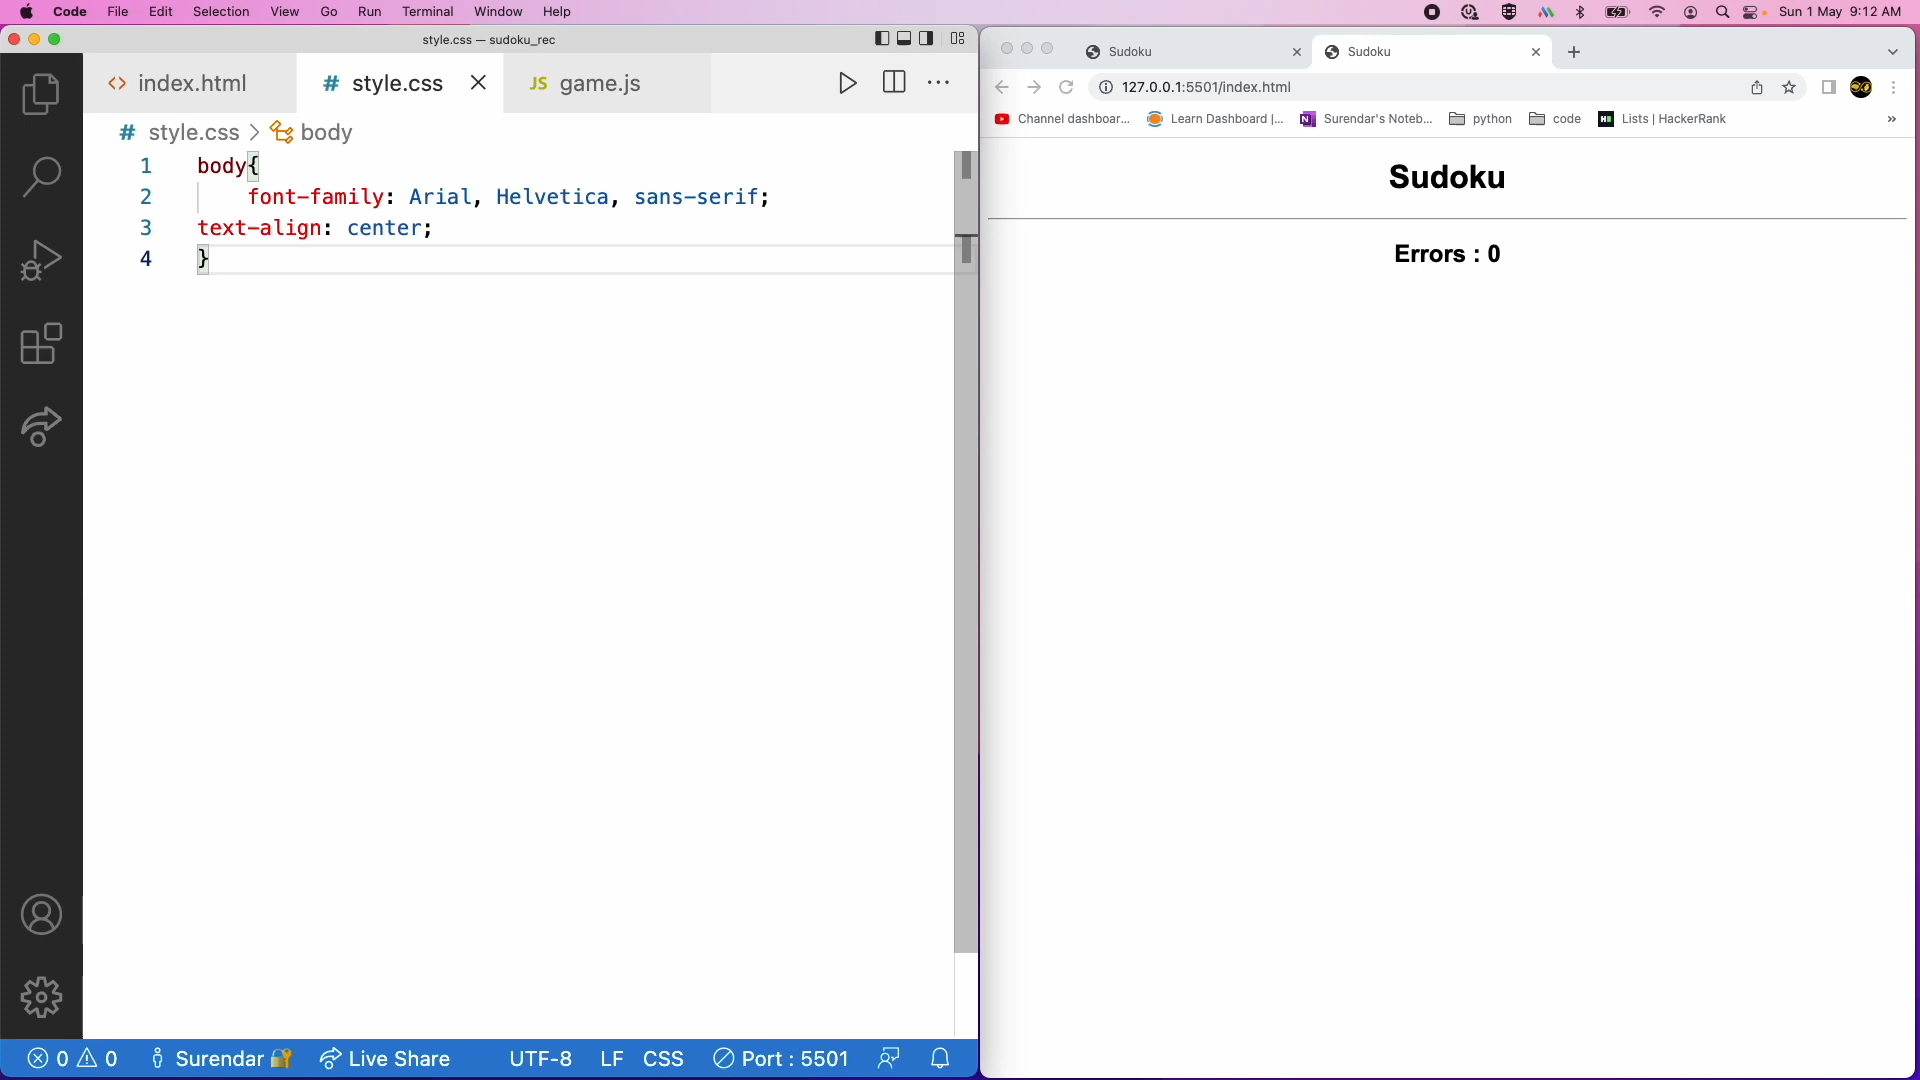 Code File Edit Selection View Go Run Terminal Window Help
Sun 1 May 9:12 AM
style.css — sudoku_rec
index.html
# style.css
JS game.js
# style.css > body
1 body{
2 font-family: Arial, Helvetica, sans-serif;
3 text-align: center;
4 }
0 0 Surendar Live Share UTF-8 LF CSS Port : 5501
Sudoku
Sudoku
127.0.0.1:5501/index.html
Channel dashboar... Learn Dashboard |... Surendar's Noteb... python code Lists | HackerRank »
Sudoku
Errors : 0